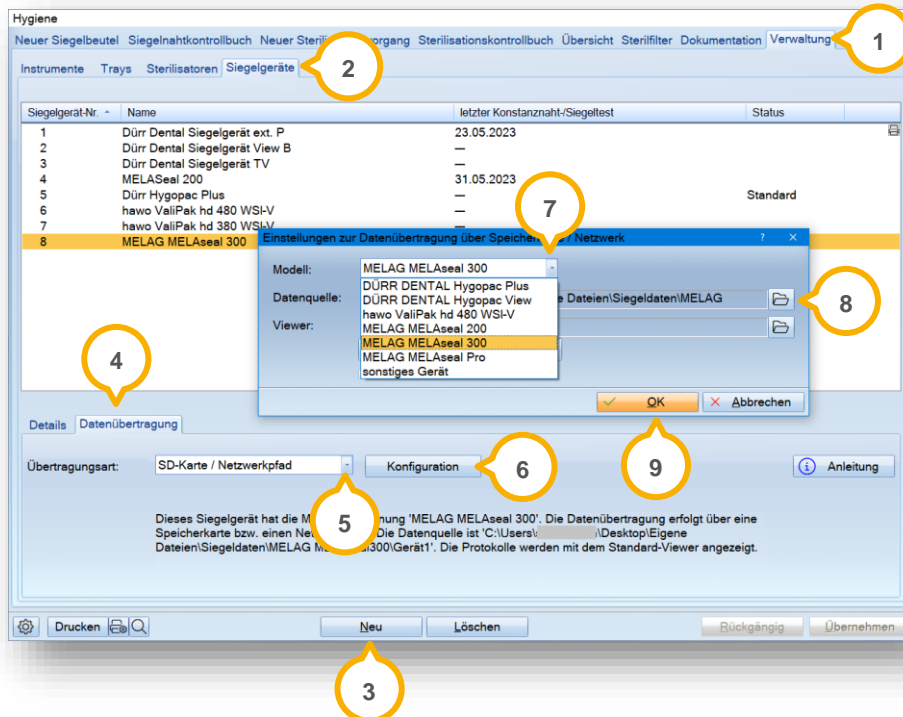 Hygiene
Neuer Siegelbeutel Siegelnahtkontrollbuch Neuer Sterili organg Sterilisationskontrollbuch Übersicht Sterilfilter Dokumentation Verwaltung 1
Instrumente Trays Sterilisatoren Siegelgeräte 2
Siegelgerät-Nr. Name letzter Konstanznaht-/Siegeltest Status
1 Dürr Dental Siegelgerät ext. P 23.05.2023
2 Dürr Dental Siegelgerät View B —
3 Dürr Dental Siegelgerät TV —
4 MELASeal 200 31.05.2023
5 Dürr Hygopac Plus — Standard
6 hawo ValiPak hd 480 WSI-V —
7 hawo ValiPak hd 380 WSI-V —
8 MELAG MELAseal 300
7
Einstellungen zur Datenübertragung über Speicher / Netzwerk ? ×
Modell: MELAG MELAseal 300
DÜRR DENTAL Hygopac Plus
Datenquelle: e Dateien\Siegeldaten\MELAG 8
DÜRR DENTAL Hygopac View
hawo ValiPak hd 480 WSI-V
Viewer:
MELAG MELAseal 200
MELAG MELAseal 300
MELAG MELAseal Pro
sonstiges Gerät
OK Abbrechen
4
9
Details Datenübertragung
Übertragungsart: SD-Karte / Netzwerkpfad Konfiguration 6 Anleitung
5
Dieses Siegelgerät hat die M nung 'MELAG MELAseal 300'. Die Datenübertragung erfolgt über eine
Speicherkarte bzw. einen Net Die Datenquelle ist 'C:\Users\ \Desktop\Eigene
Dateien\Siegeldaten\MELAG M al300\Gerät1'. Die Protokolle werden mit dem Standard-Viewer angezeigt.
Drucken Neu Löschen Rückgängig Übernehmen
3